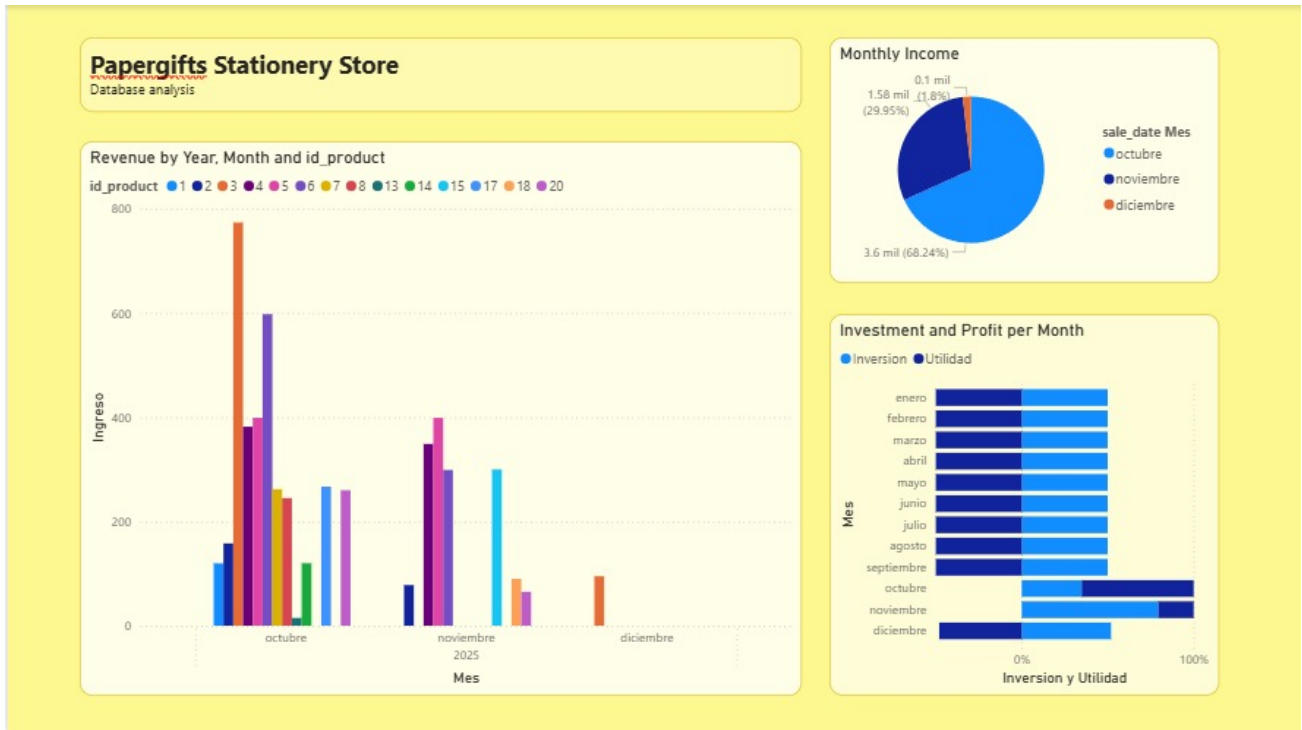 Papergifts Stationery Store
Database analysis
Revenue by Year, Month and id_product
id_product 1 2 3 4 5 6 7 8 13 14 15 17 18 20
800
600
400
200
0
Ingreso
octubre noviembre diciembre
2025
Mes
Monthly Income
0.1 mil
(1.8%)
1.58 mil
(29.95%)
3.6 mil (68.24%)
sale_date Mes
octubre
noviembre
diciembre
Investment and Profit per Month
Inversion Utilidad
Mes
enero
febrero
marzo
abril
mayo
junio
julio
agosto
septiembre
octubre
noviembre
diciembre
0% 100%
Inversion y Utilidad